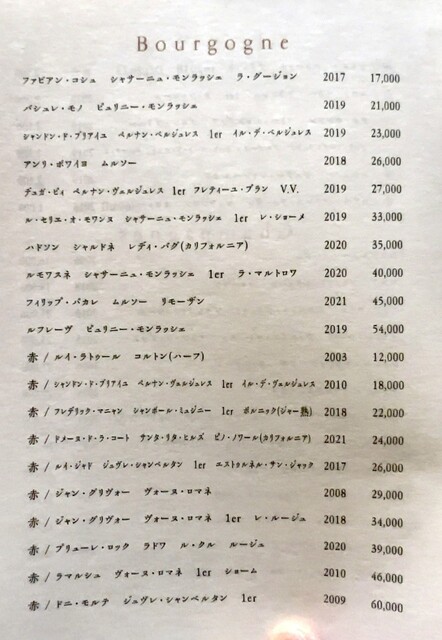 Bourgogne
ファビアン・コシュ シャサーニュ・モンラッシェ ラ・グージョン 2017 17,000
バシュレ・モノ ピュリニー・モンラッシェ 2019 21,000
シャンドン・ド・ブリアイユ ペルナン・ベルジュレス 1er イル・デ・ベルジュレス 2019 23,000
アンリ・ボワイヨ ムルソー 2018 26,000
デュガ・ピィ ペルナン・ヴェルジュレス 1er フレティーユ・ブラン V.V. 2019 27,000
ル・セリエ・オ・モワンヌ シャサーニュ・モンラッシェ 1er レ・ショーメ 2019 33,000
ハドソン シャルドネ レディ・バグ(カリフォルニア) 2020 35,000
ルモワスネ シャサーニュ・モンラッシェ 1er ラ・マルトロワ 2020 40,000
フィリップ・パカレ ムルソー リモーザン 2021 45,000
ルフレーヴ ピュリニー・モンラッシェ 2019 54,000
赤 / ルイ・ラトゥール コルトン(ハーフ) 2003 12,000
赤 / シャンドン・ド・ブリアイユ ペルナン・ヴェルジュレス 1er イル・デ・ヴェルジュレス 2010 18,000
赤 / フレデリック・マニャン シャンボール・ミュジニー 1er ボルニック(ジャー熟) 2018 22,000
赤 / ドメーヌ・ド・ラ・コート サンタ・リタ・ヒルズ ピノ・ノワール(カリフォルニア) 2021 24,000
赤 / ルイ・ジャド ジュヴレ・シャンベルタン 1er エストゥルネル・サン・ジャック 2017 26,000
赤 / ジャン・グリヴォー ヴォーヌ・ロマネ 2008 29,000
赤 / ジャン・グリヴォー ヴォーヌ・ロマネ 1er レ・ルージュ 2018 34,000
赤 / プリューレ・ロック ラドワ ル・クル ルージュ 2020 39,000
赤 / ラマルシュ ヴォーヌ・ロマネ 1er ショーム 2010 46,000
赤 / ドニ・モルテ ジュヴレ・シャンベルタン 1er 2009 60,000